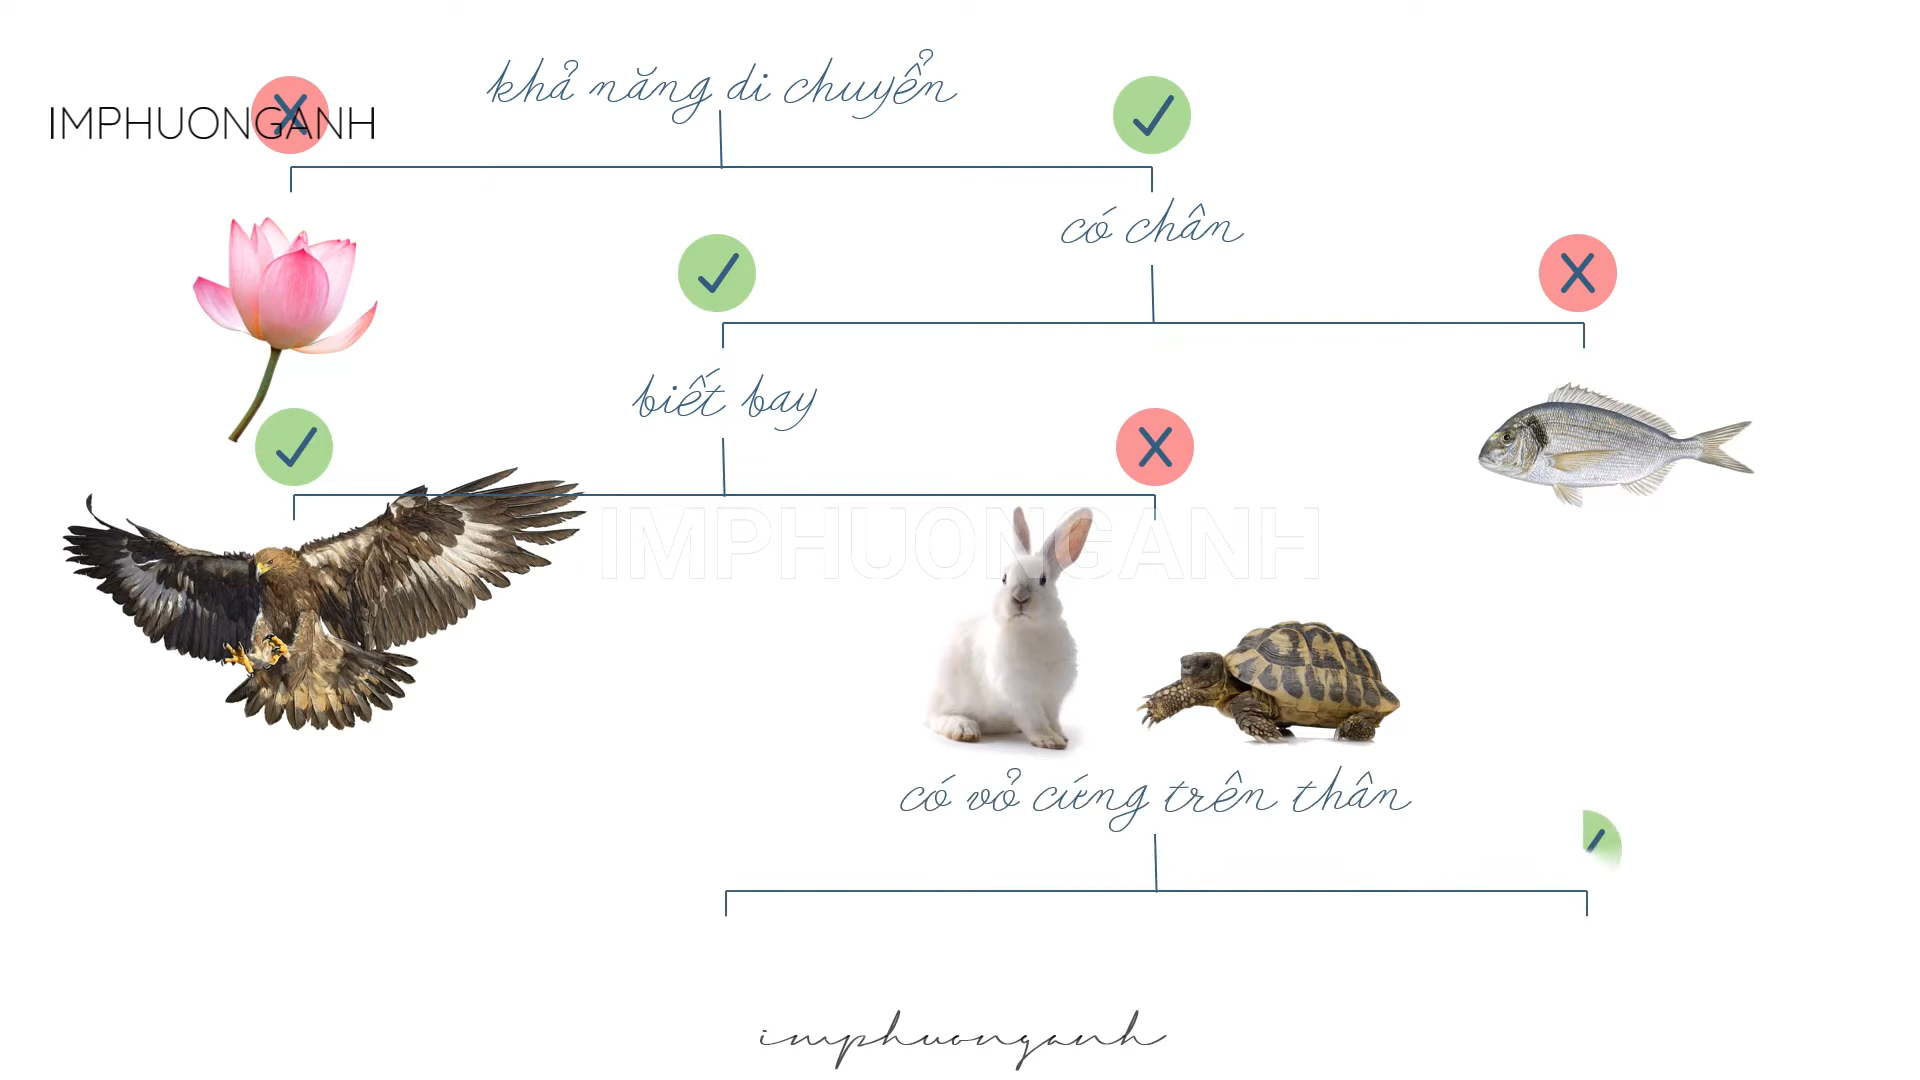 khả năng di chuyển
IMPHUONGANH
có chân
biết bay
IMPHUONGANH
có vỏ cứng trên thân
imphuonganh